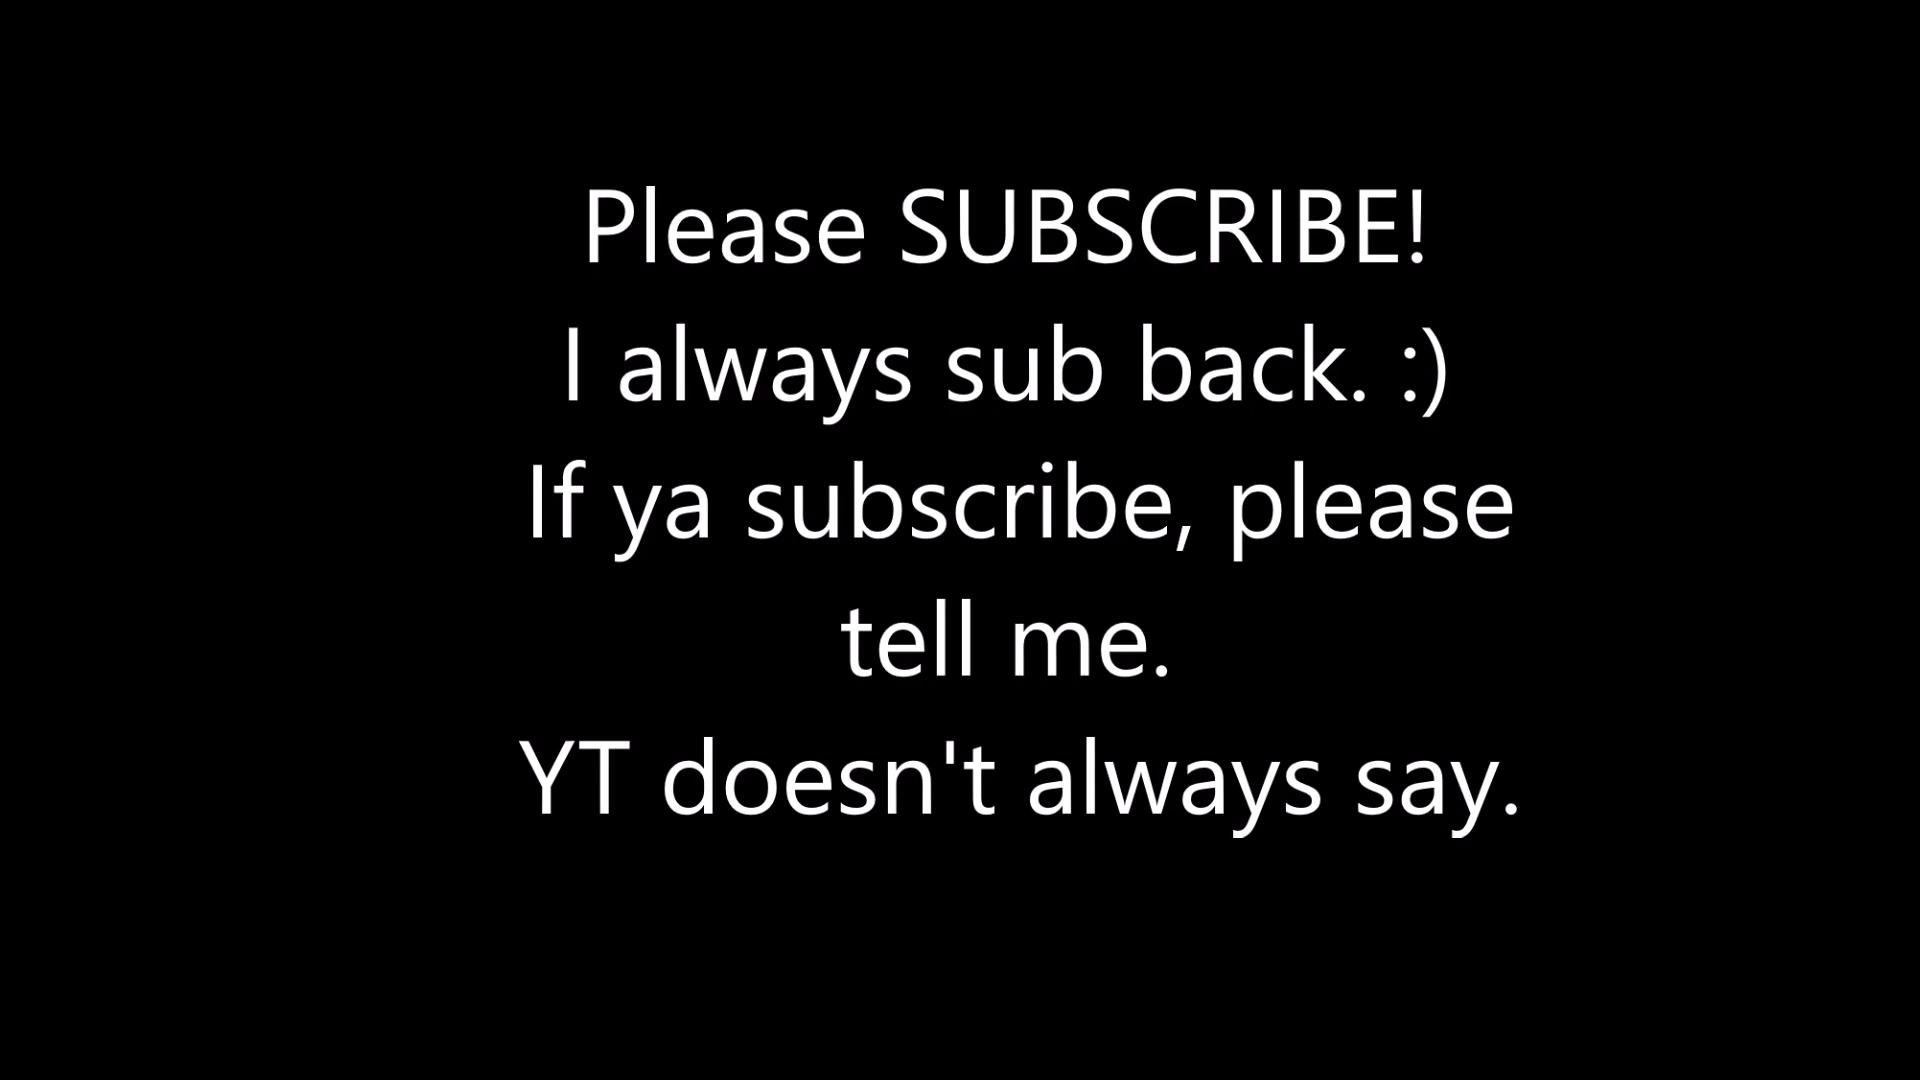 Please SUBSCRIBE!
I always sub back. :)
If ya subscribe, please
tell me.
YT doesn't always say.